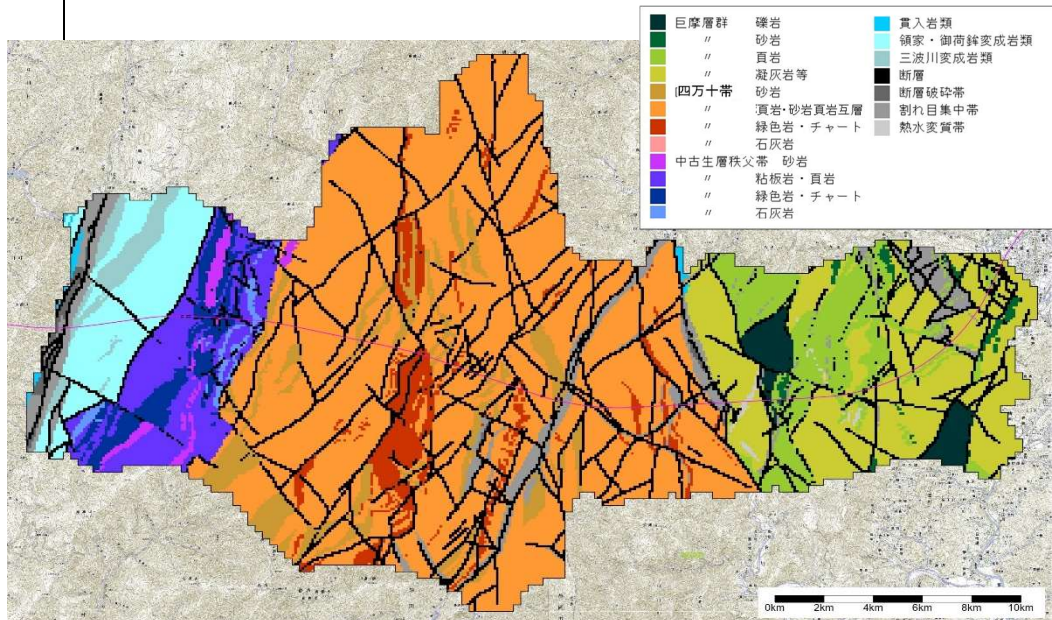 巨摩層群 礫岩
〃 砂岩
〃 頁岩
〃 凝灰岩等
四万十帯 砂岩
〃 頁岩・砂岩頁岩互層
〃 緑色岩・チャート
〃 石灰岩
中古生層秩父帯 砂岩
〃 粘板岩・頁岩
〃 緑色岩・チャート
〃 石灰岩
貫入岩類
領家・御荷鉾変成岩類
三波川変成岩類
断層
断層破砕帯
割れ目集中帯
熱水変質帯
0km 2km 4km 6km 8km 10km